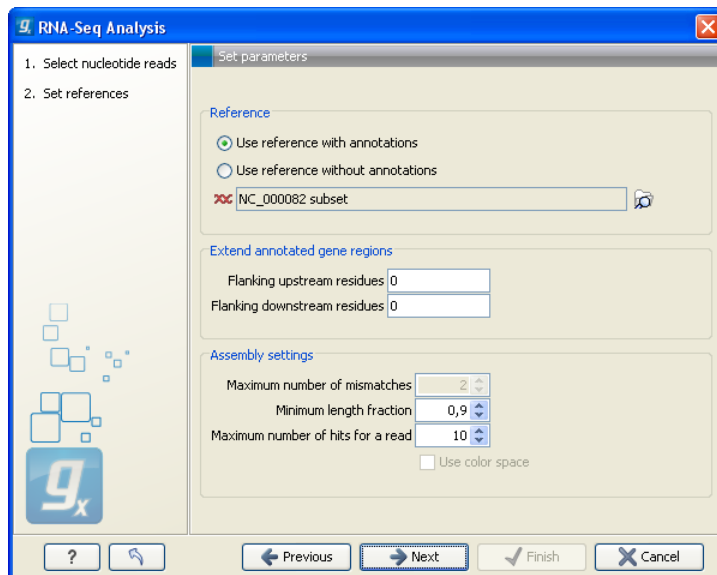 RNA-Seq Analysis
1. Select nucleotide reads
2. Set references
Set parameters
Reference
Use reference with annotations
Use reference without annotations
NC_000082 subset
Extend annotated gene regions
Flanking upstream residues 0
Flanking downstream residues 0
Assembly settings
Maximum number of mismatches 2
Minimum length fraction 0,9
Maximum number of hits for a read 10
Use color space
gx
? Previous Next Finish Cancel